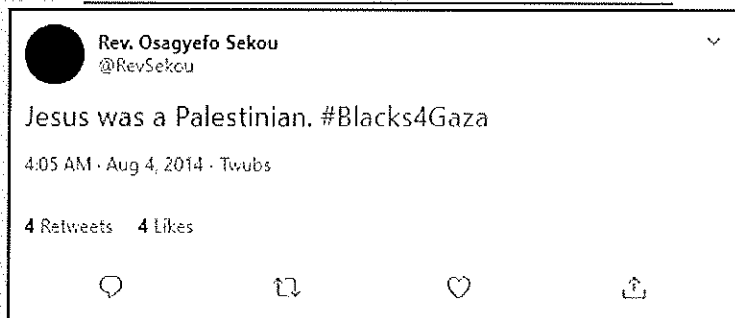 Rev. Osagyefo Sekou
@RevSekou
Jesus was a Palestinian. #Blacks4Gaza
4:05 AM · Aug 4, 2014 · Twubs
4 Retweets 4 Likes